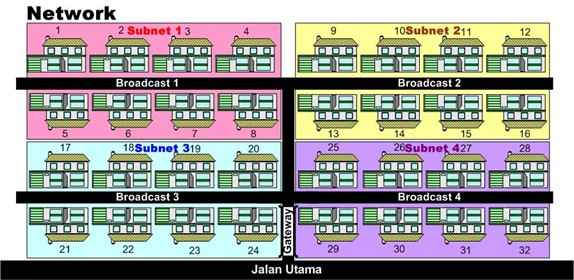 Network
1 2 Subnet 1 3 4
9 10 Subnet 2 11 12
Broadcast 1
Broadcast 2
5 6 7 8
13 14 15 16
17 18 Subnet 3 19 20
25 26 Subnet 4 27 28
Broadcast 3
Broadcast 4
21 22 23 24
Gateway
29 30 31 32
Jalan Utama